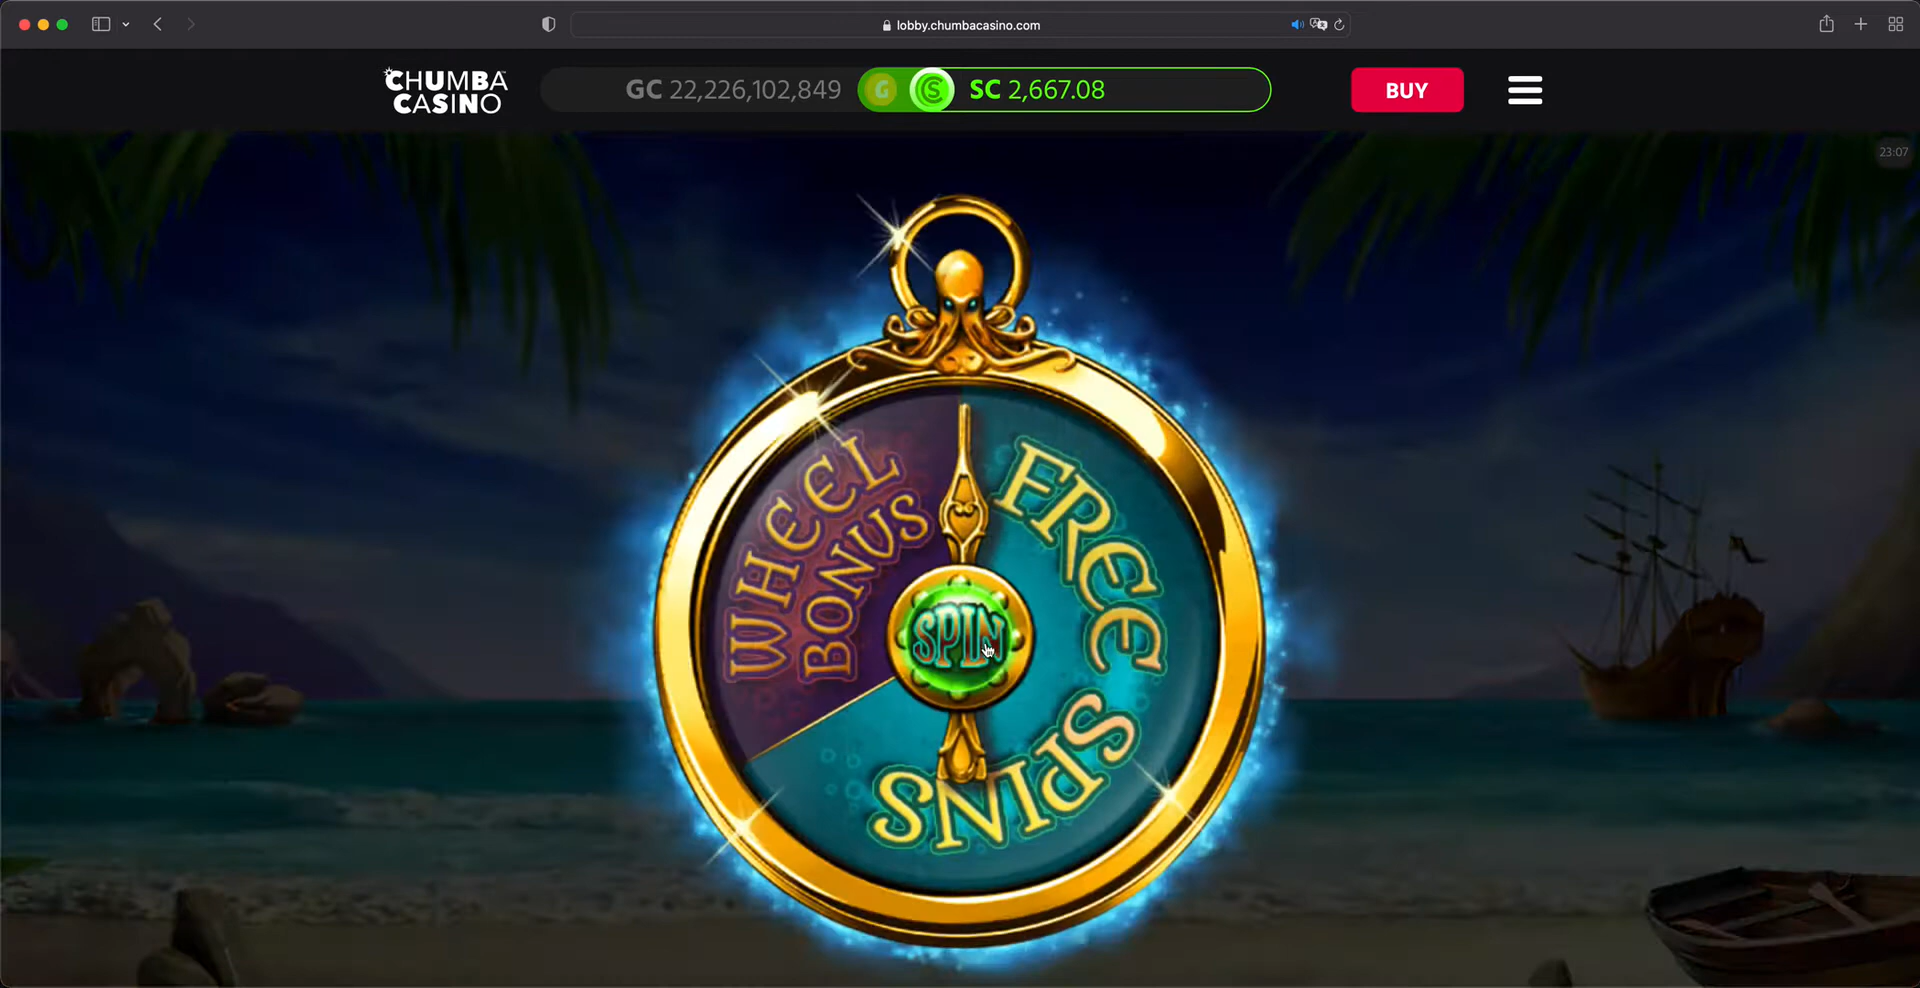 lobby.chumbacasino.com
CHUMBA
CASINO
GC 22,226,102,849
G
S
SC 2,667.08
BUY
23:07
WHEEL
BONUS
FREE
SPINS
SPIN